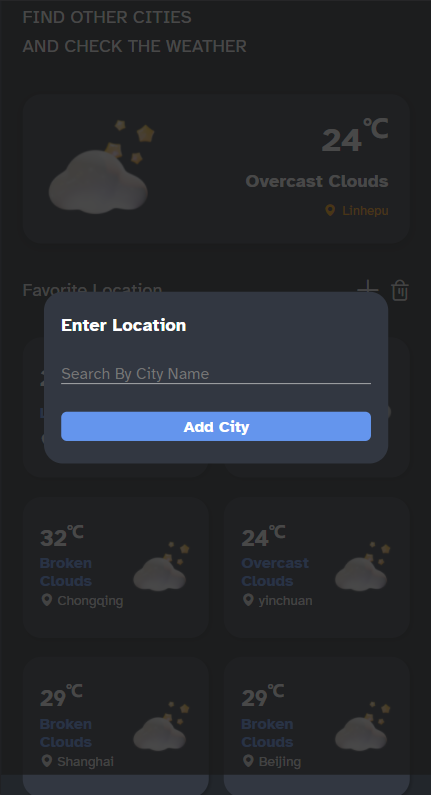 FIND OTHER CITIES
AND CHECK THE WEATHER
24°C
Overcast Clouds
Linhepu
Favorite Location
Enter Location
Search By City Name
Add City
32°C
Broken
Clouds
Chongqing
24°C
Overcast
Clouds
yinchuan
29°C
Broken
Clouds
Shanghai
29°C
Broken
Clouds
Beijing